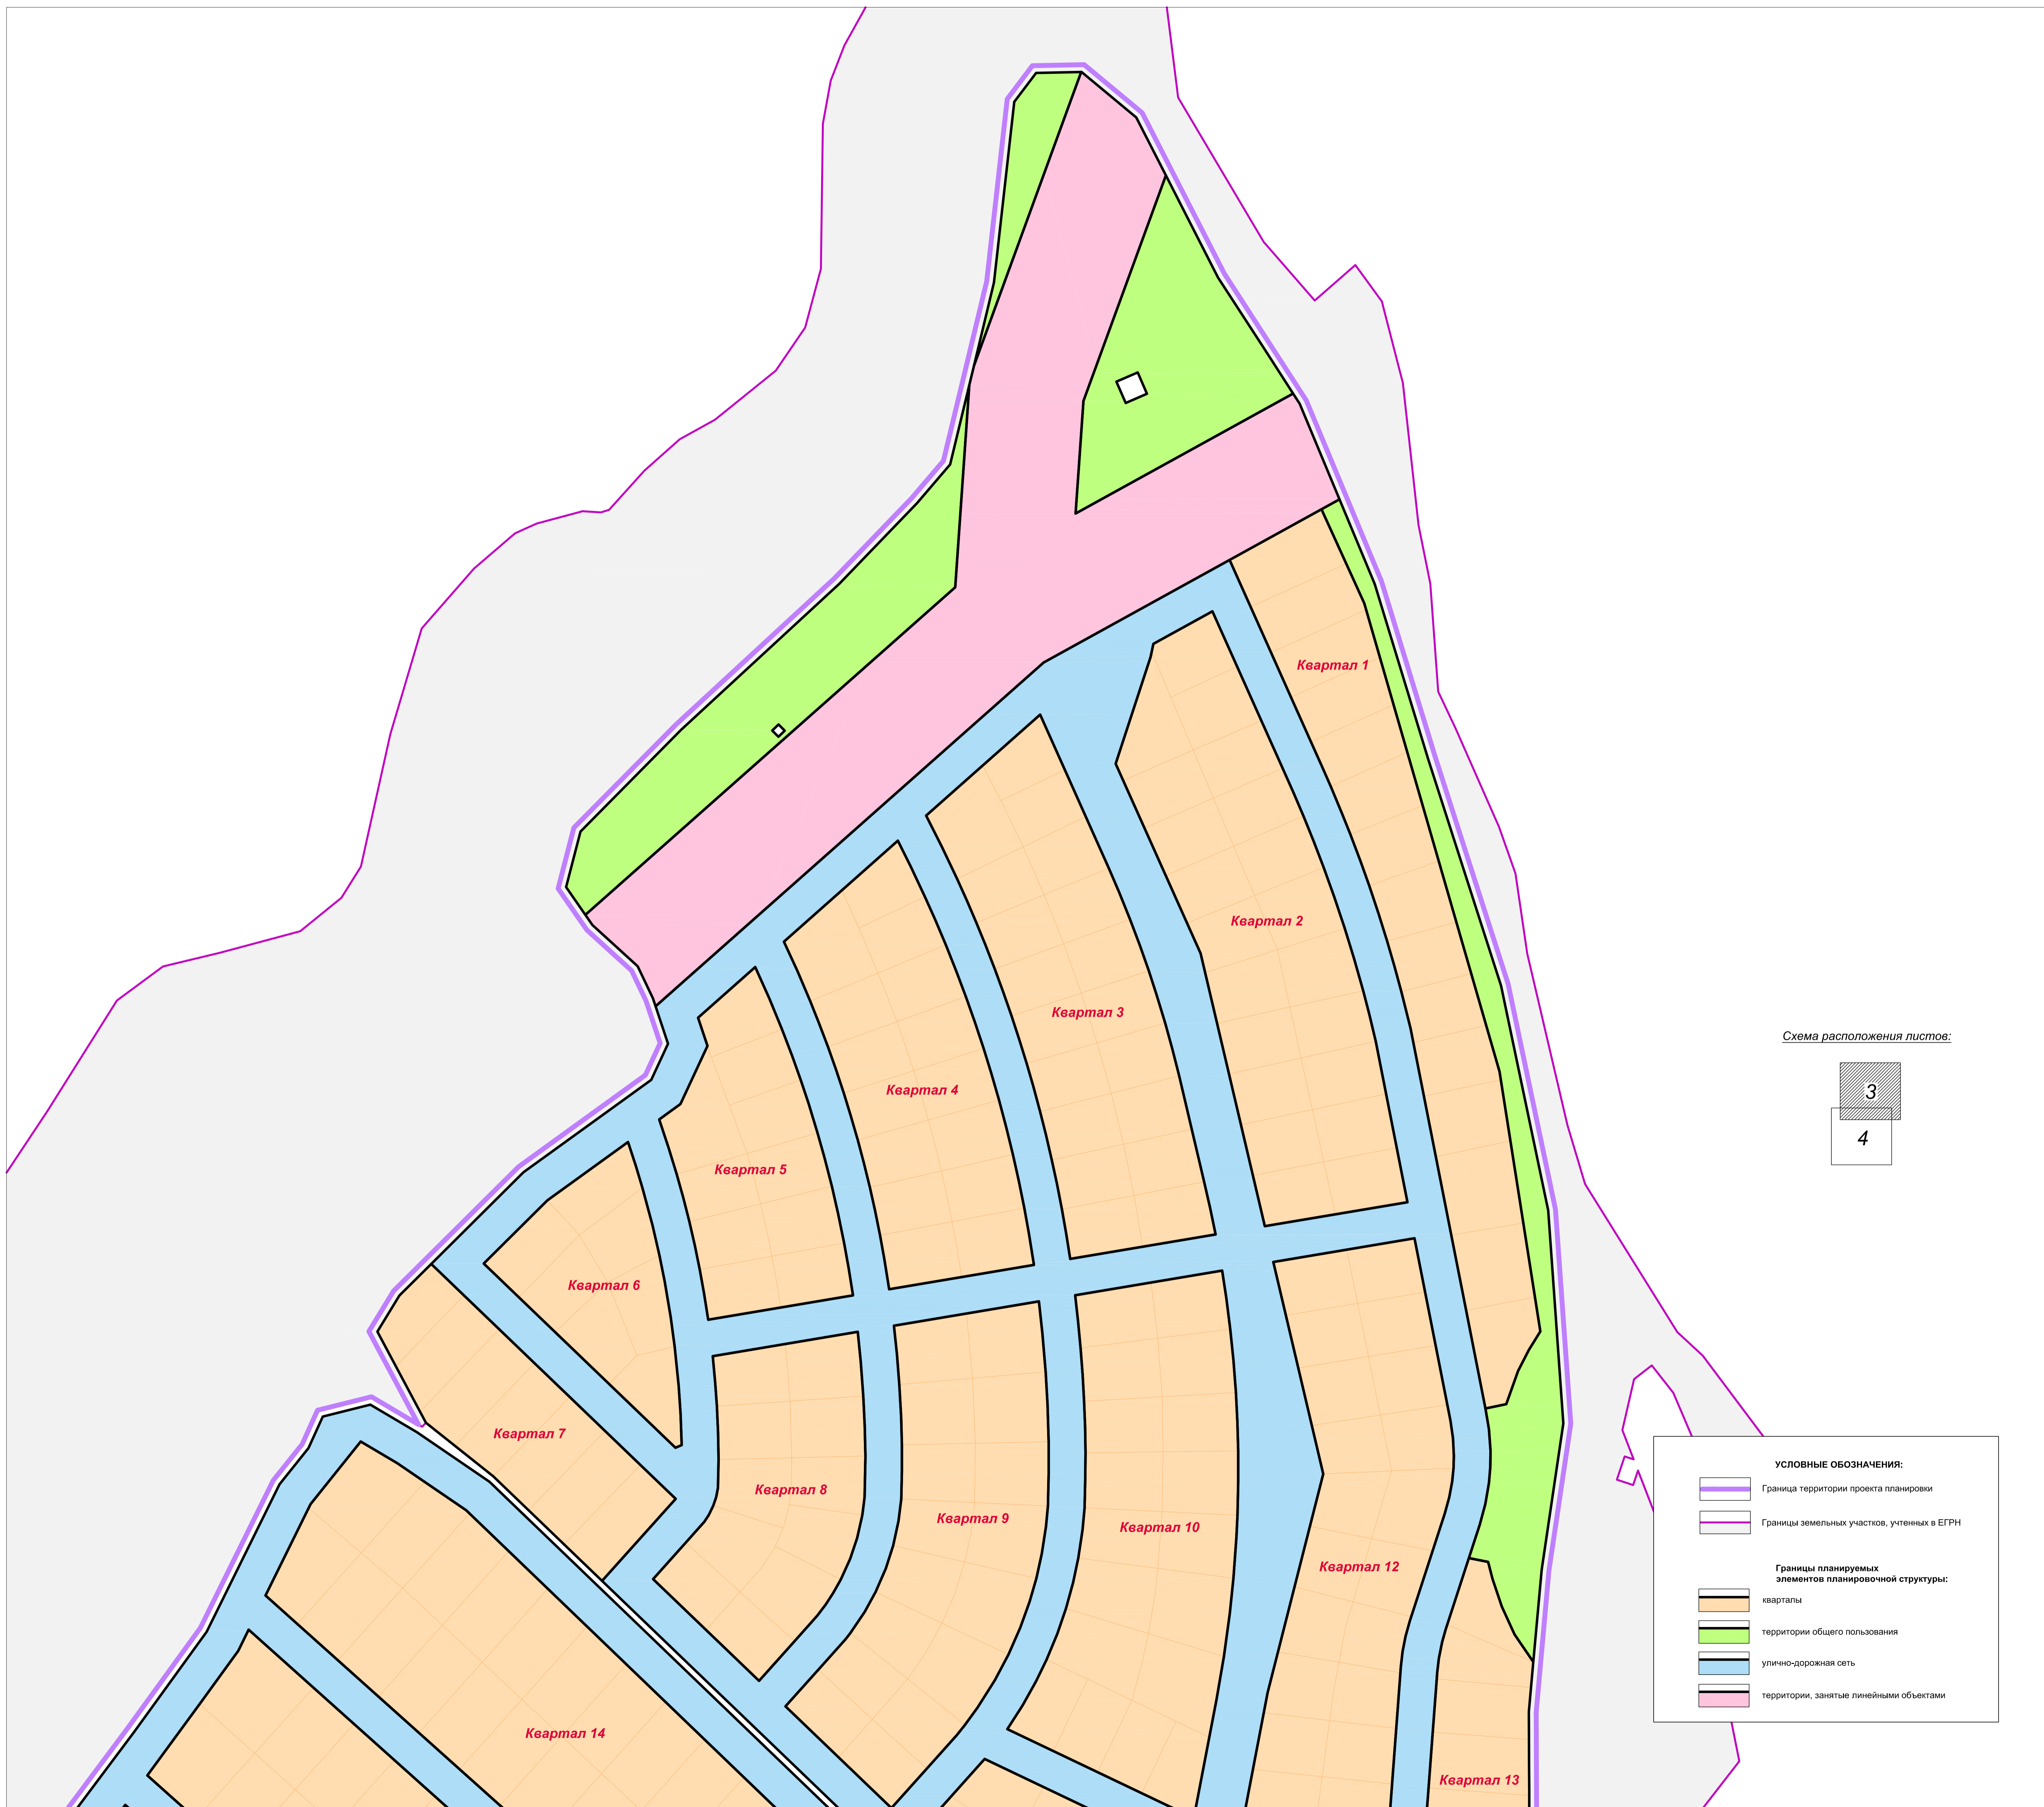 Квартал 1
Квартал 2
Квартал 3
Схема расположения листов:
3
4
Квартал 4
Квартал 5
Квартал 6
Квартал 7
Квартал 8
Квартал 9
Квартал 10
Квартал 12
Квартал 14
Квартал 13
УСЛОВНЫЕ ОБОЗНАЧЕНИЯ:
Граница территории проекта планировки
Границы земельных участков, учтенных в ЕГРН
Границы планируемых
элементов планировочной структуры:
кварталы
территории общего пользования
улично-дорожная сеть
территории, занятые линейными объектами